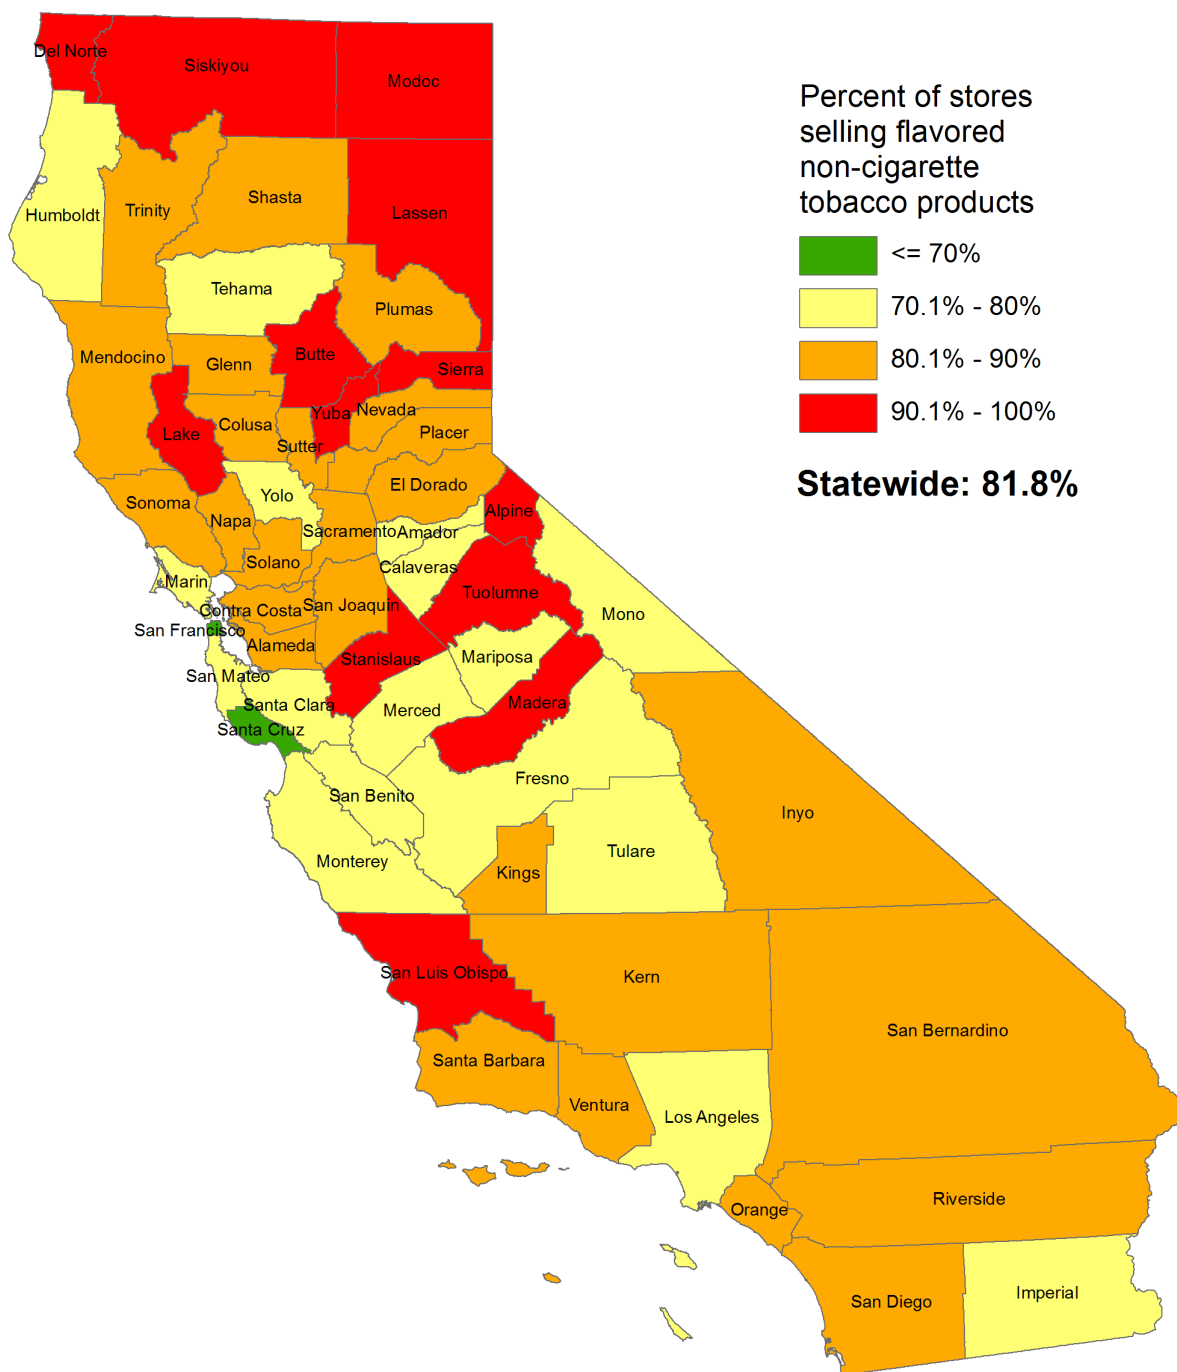 Del Norte
Siskiyou
Modoc
Percent of stores
selling flavored
non-cigarette
tobacco products
<= 70%
70.1% - 80%
80.1% - 90%
90.1% - 100%
Statewide: 81.8%
Humboldt
Trinity
Shasta
Lassen
Tehama
Plumas
Mendocino
Glenn
Butte
Sierra
Lake
Colusa
Yuba
Nevada
Sutter
Placer
Sonoma
Yolo
El Dorado
Napa
Sacramento
Amador
Alpine
Marin
Solano
Calaveras
Tuolumne
Mono
Contra Costa
San Joaquin
San Francisco
Alameda
Stanislaus
Mariposa
San Mateo
Santa Clara
Merced
Madera
Santa Cruz
Fresno
San Benito
Inyo
Monterey
Kings
Tulare
San Luis Obispo
Kern
San Bernardino
Santa Barbara
Ventura
Los Angeles
Orange
Riverside
San Diego
Imperial